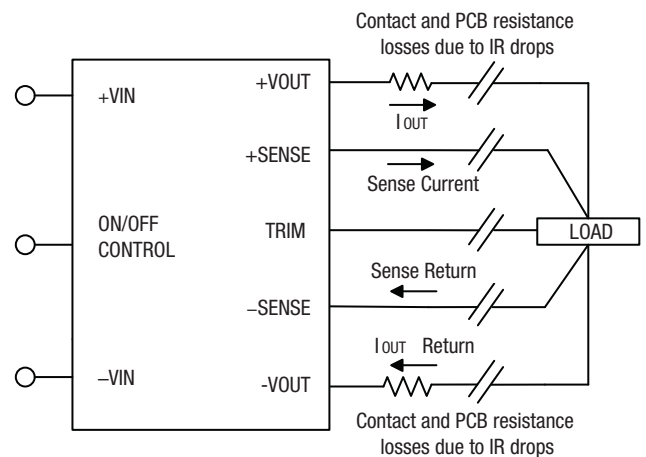 Contact and PCB resistance
losses due to IR drops
+VOUT
+VIN
IOUT
+SENSE
Sense Current
ON/OFF
CONTROL
TRIM
LOAD
Sense Return
−SENSE
IOUT Return
−VIN
-VOUT
Contact and PCB resistance
losses due to IR drops